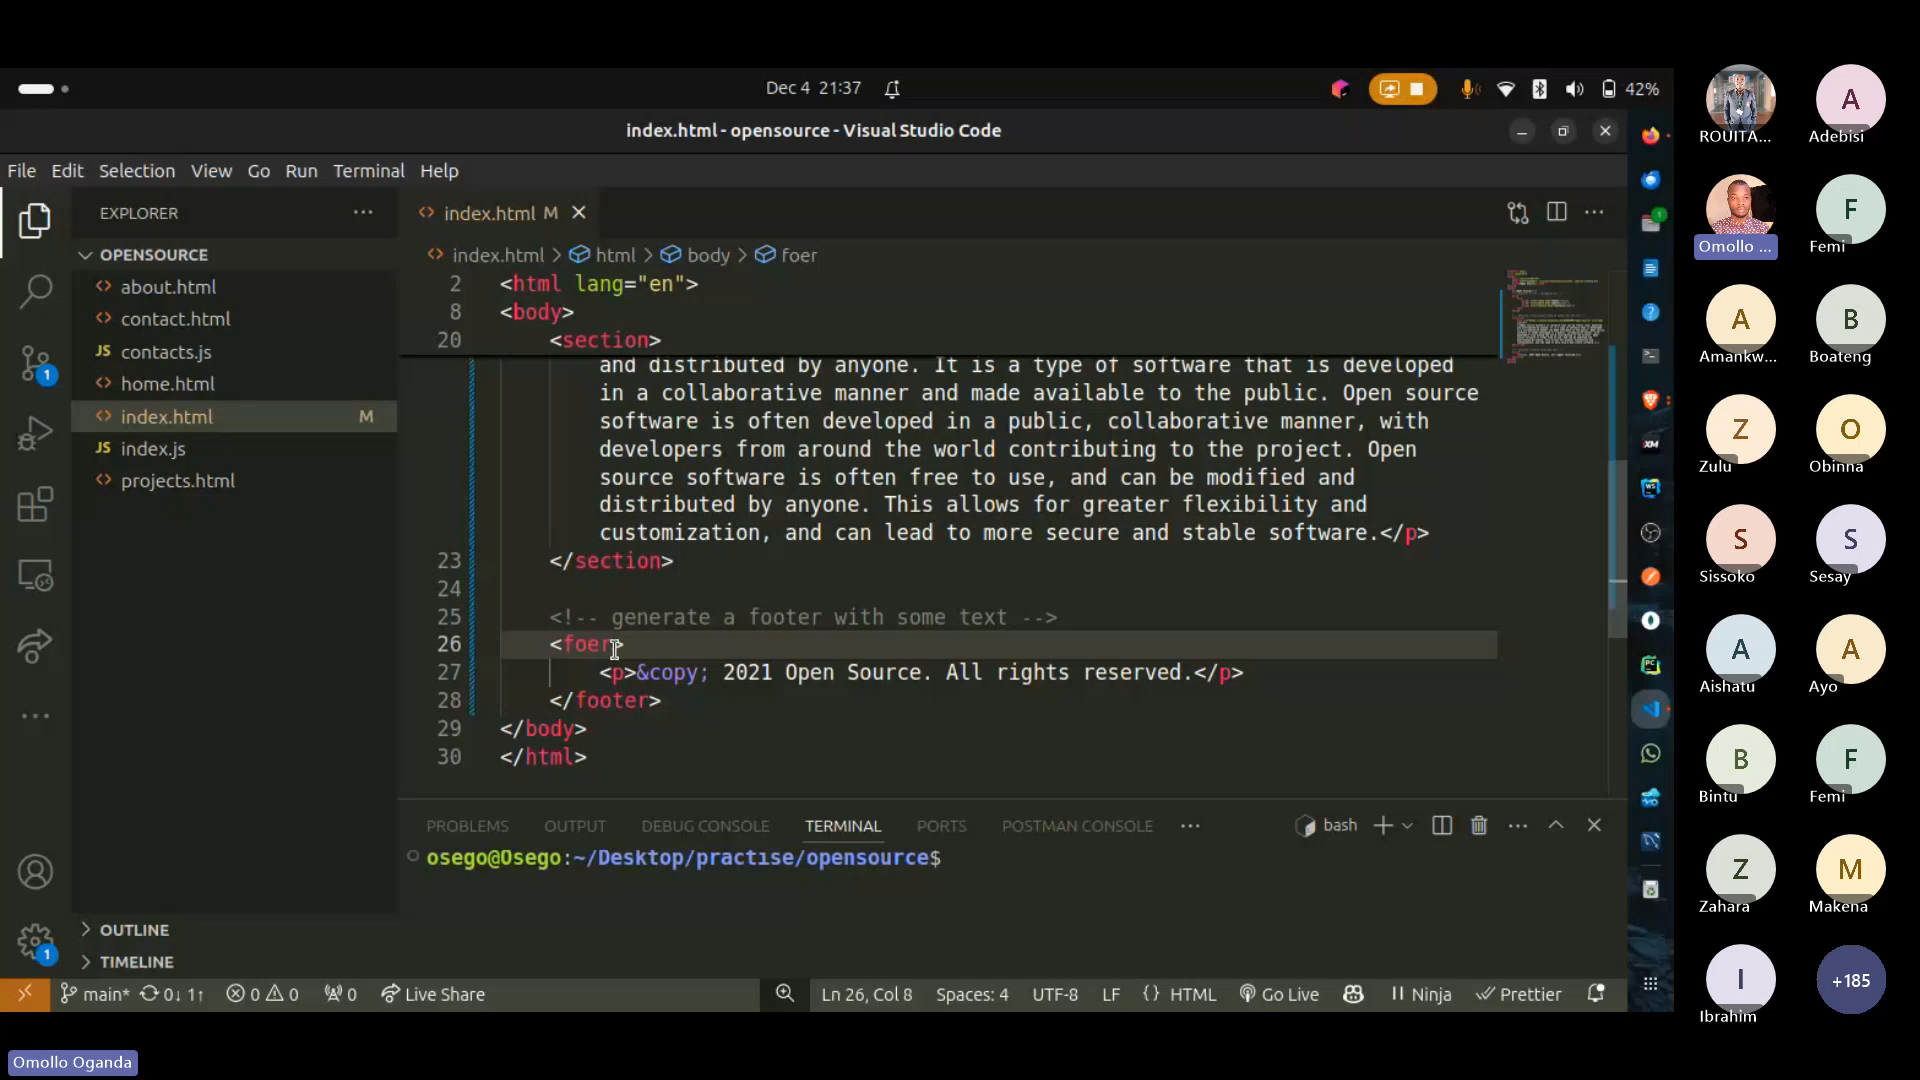 Dec 4 21:37
42%
index.html - opensource - Visual Studio Code
File Edit Selection View Go Run Terminal Help
EXPLORER
OPENSOURCE
about.html
contact.html
JS contacts.js
home.html
index.html M
JS index.js
projects.html
OUTLINE
TIMELINE
1
1
index.html M
index.html > html > body > foer
2 <html lang="en">
8 <body>
20 <section>
and distributed by anyone. It is a type of software that is developed
in a collaborative manner and made available to the public. Open source
software is often developed in a public, collaborative manner, with
developers from around the world contributing to the project. Open
source software is often free to use, and can be modified and
distributed by anyone. This allows for greater flexibility and
customization, and can lead to more secure and stable software.</p>
23 </section>
24
25 <!-- generate a footer with some text -->
26 <foer>
27 <p>&copy; 2021 Open Source. All rights reserved.</p>
28 </footer>
29 </body>
30 </html>
PROBLEMS OUTPUT DEBUG CONSOLE TERMINAL PORTS POSTMAN CONSOLE
bash
osego@Osego:~/Desktop/practise/opensource$
main* 0↓ 1↑ 0 0 0 Live Share
Ln 26, Col 8 Spaces: 4 UTF-8 LF {} HTML Go Live Ninja Prettier
ROUITA...
A
Adebisi
Omollo ...
F
Femi
A
Amankw...
B
Boateng
Z
Zulu
O
Obinna
S
Sissoko
S
Sesay
A
Aishatu
A
Ayo
B
Bintu
F
Femi
Z
Zahara
M
Makena
I
Ibrahim
+185
Omollo Oganda